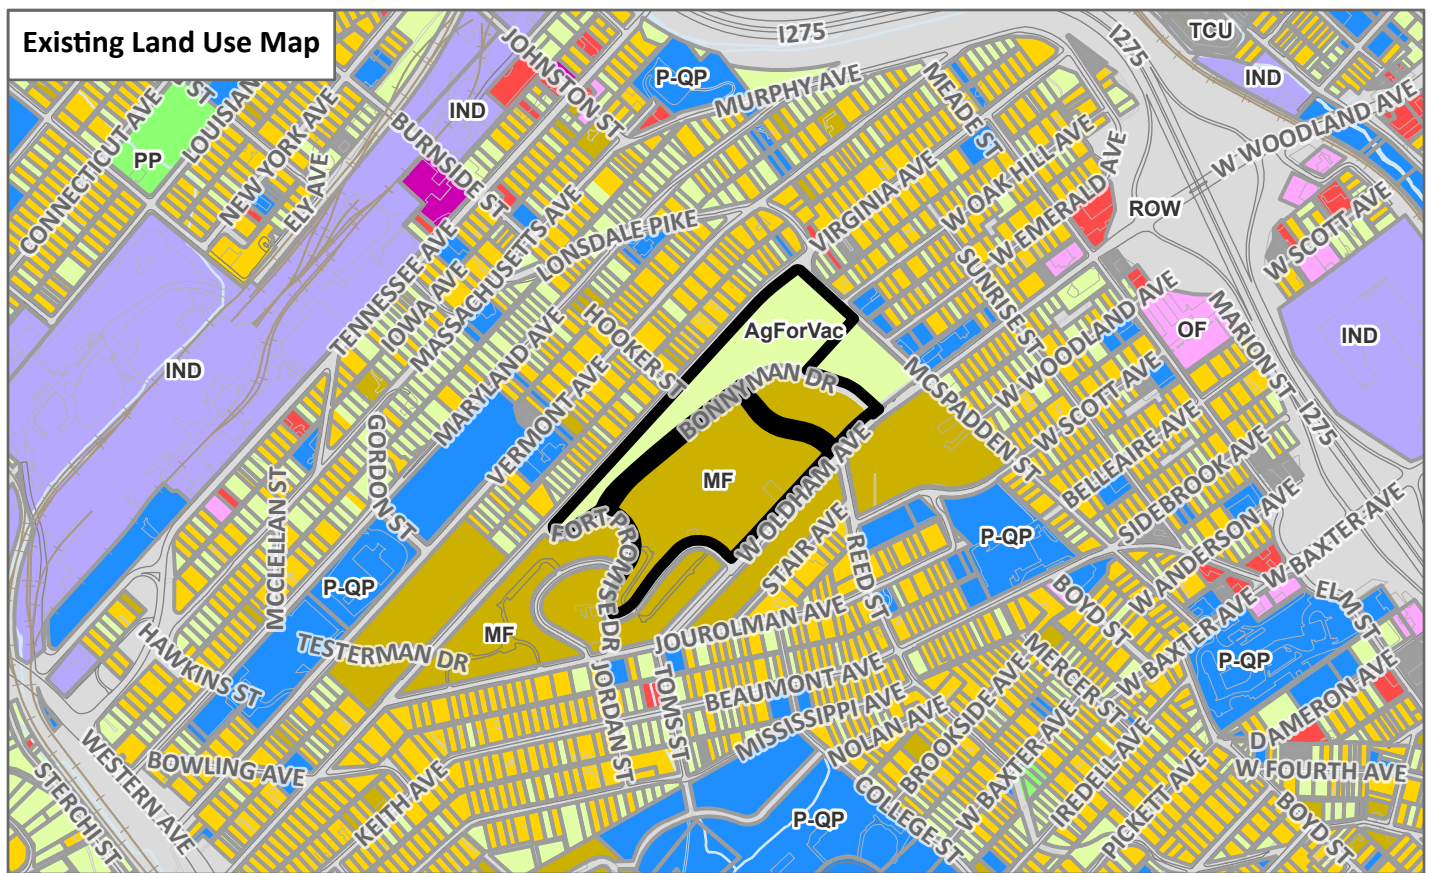 Existing Land Use Map
I275
I275
TCU
JOHNSTON ST
P-QP
MURPHY AVE
MEADE ST
IND
IND
CONNECTICUT AVE
ST
LOUISIAN
NEW YORK AVE
BURNSIDE ST
PP
ELY AVE
W WOODLAND AVE
W OAK HILL AVE
VIRGINIA AVE
W EMERALD AVE
ROW
W SCOTT AVE
LONSDALE PIKE
MASSACHUSETTS AVE
TENNESSEE AVE
IOWA AVE
SUNRISE ST
HOOKER ST
AgForVac
OF
MARION ST
IND
IND
MARYLAND AVE
VERMONT AVE
BONNYMAN DR
MCSPADDEN ST
W WOODLAND AVE
W SCOTT AVE
I275
GORDON ST
MCCLELLAN ST
MF
W OLDHAM AVE
BELLEAIRE AVE
SIDEBROOK AVE
FORT PROMISE DR
STAIR AVE
REED ST
P-QP
W ANDERSON AVE
W BAXTER AVE
P-QP
BOYD ST
ELM ST
HAWKINS ST
TESTERMAN DR
MF
JOUROLMAN AVE
MERCER ST
W BAXTER AVE
P-QP
JORDAN ST
TOMS ST
BEAUMONT AVE
MISSISSIPPI AVE
NOLAN AVE
BROOKSIDE AVE
W BAXTER AVE
DAMERON AVE
WESTERN AVE
BOWLING AVE
IREDELL AVE
PICKETT AVE
W FOURTH AVE
STERCHI ST
KEITH AVE
P-QP
COLLEGE ST
BOYD ST